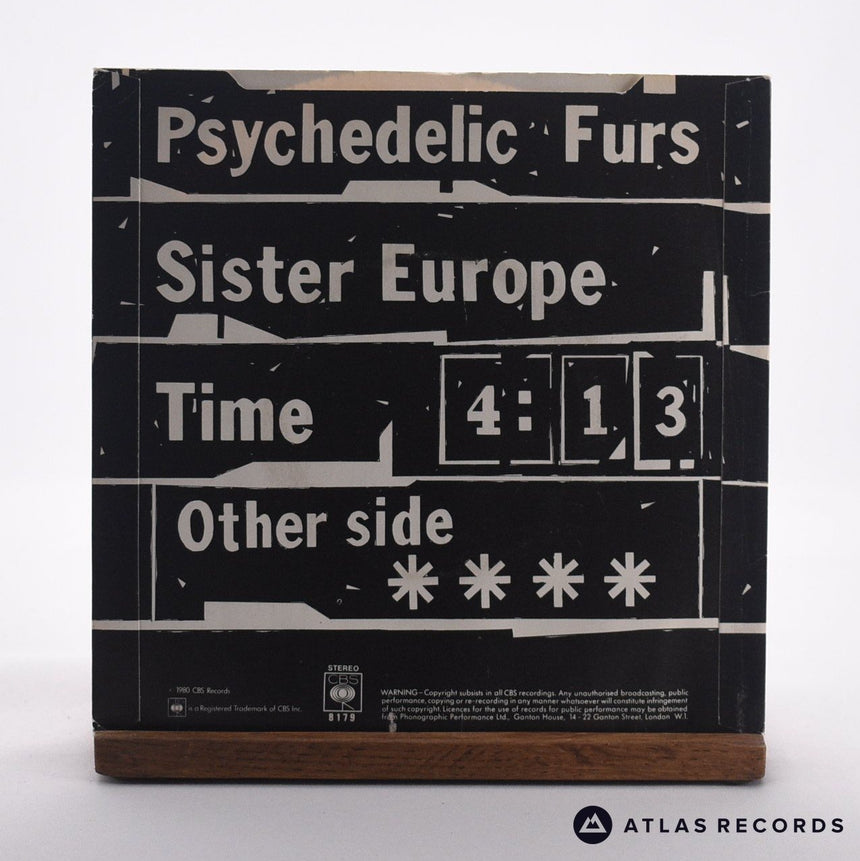 Psychedelic Furs
Sister Europe
Time 4:13
Other side
****
STEREO
CBS
8179
1980 CBS Records
is a Registered Trademark of CBS Inc.
WARNING – Copyright subsists in all CBS recordings. Any unauthorised broadcasting, public
performance, copying or re-recording in any manner whatsoever will constitute infringement
of such copyright. Licences for the use of records for public performance may be obtained
from Phonographic Performance Ltd., Ganton House, 14-22 Ganton Street, London W.1.
ATLAS RECORDS